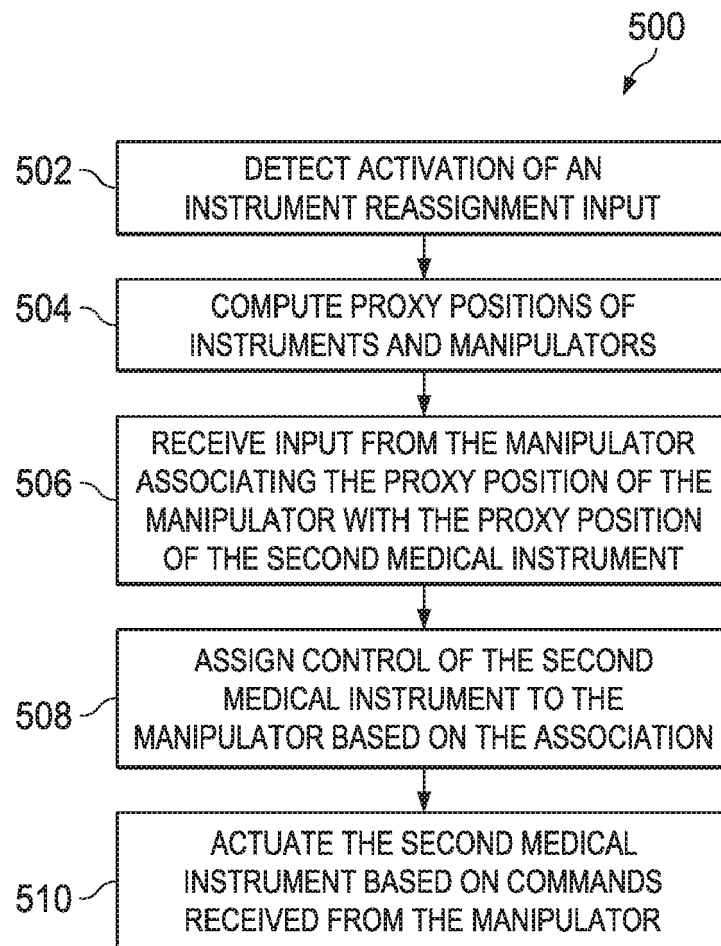 500
502
DETECT ACTIVATION OF AN
INSTRUMENT REASSIGNMENT INPUT
504
COMPUTE PROXY POSITIONS OF
INSTRUMENTS AND MANIPULATORS
506
RECEIVE INPUT FROM THE MANIPULATOR
ASSOCIATING THE PROXY POSITION OF THE
MANIPULATOR WITH THE PROXY POSITION
OF THE SECOND MEDICAL INSTRUMENT
508
ASSIGN CONTROL OF THE SECOND
MEDICAL INSTRUMENT TO THE
MANIPULATOR BASED ON THE ASSOCIATION
510
ACTUATE THE SECOND MEDICAL
INSTRUMENT BASED ON COMMANDS
RECEIVED FROM THE MANIPULATOR